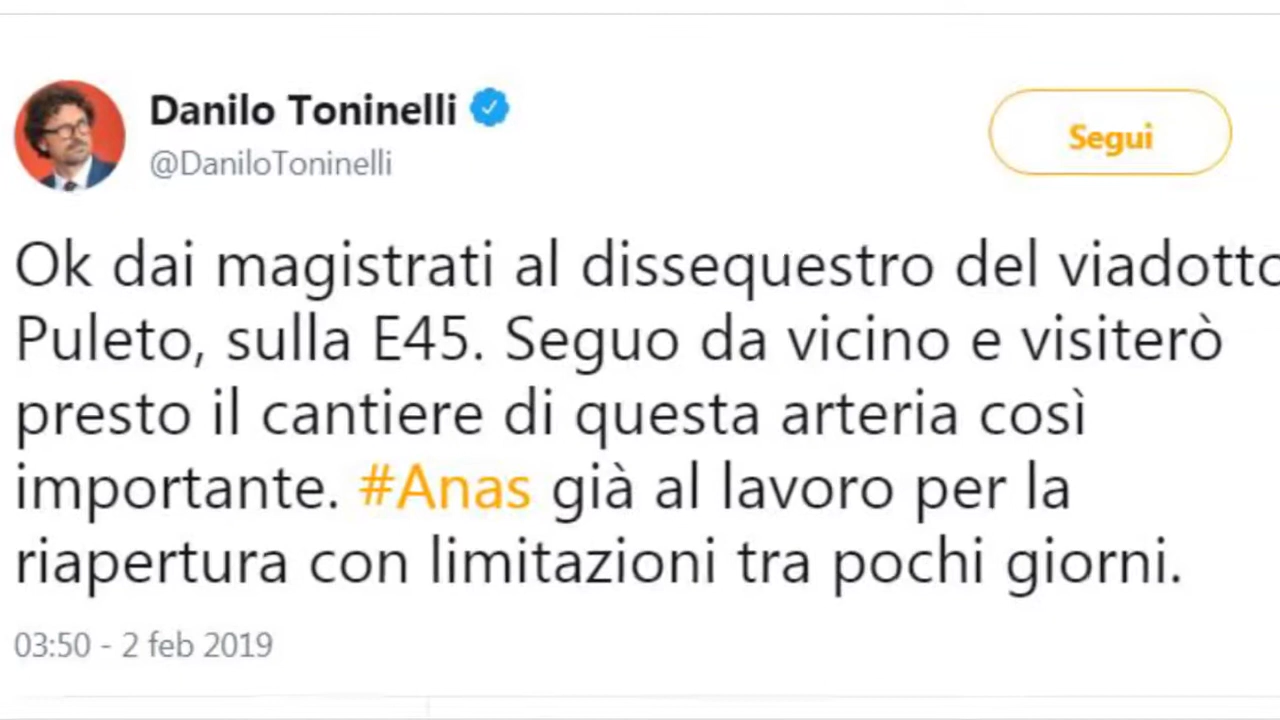 Danilo Toninelli
@DaniloToninelli
Segui
Ok dai magistrati al dissequestro del viadotto
Puleto, sulla E45. Seguo da vicino e visiterò
presto il cantiere di questa arteria così
importante. #Anas già al lavoro per la
riapertura con limitazioni tra pochi giorni.
03:50 - 2 feb 2019